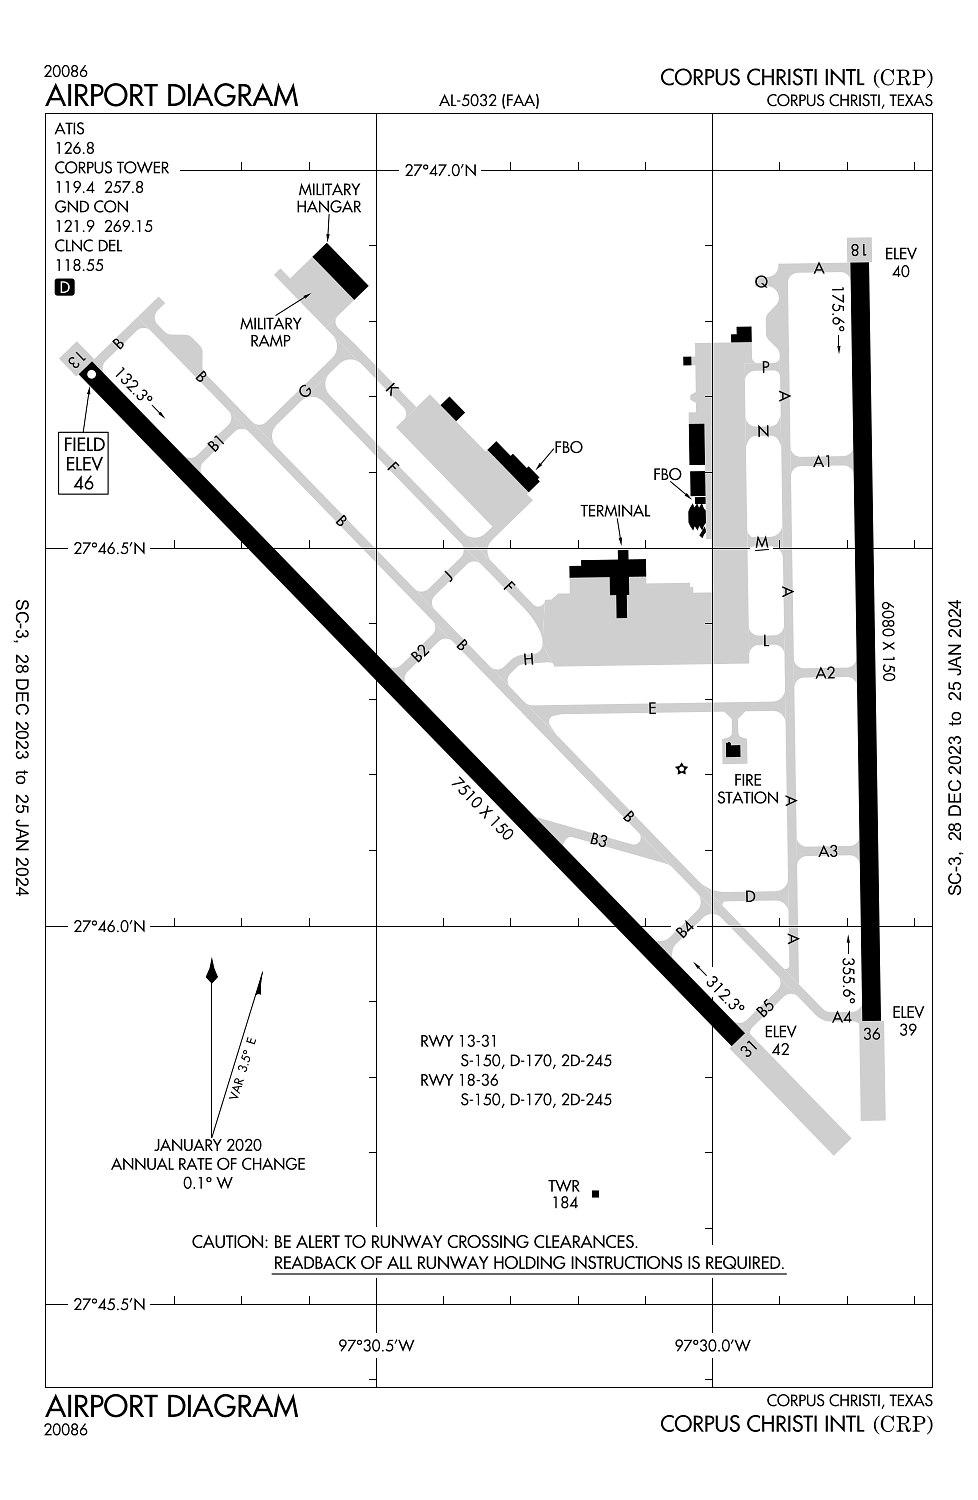 20086
AIRPORT DIAGRAM
AL-5032 (FAA)
CORPUS CHRISTI INTL (CRP)
CORPUS CHRISTI, TEXAS
ATIS
126.8
CORPUS TOWER
119.4 257.8
GND CON
121.9 269.15
CLNC DEL
118.55
D
27°47.0'N
MILITARY
HANGAR
MILITARY
RAMP
18
ELEV
40
A
Q
175.6°
13
B
132.3°
B
G
K
P
A
N
A1
FIELD
ELEV
46
B1
F
FBO
FBO
TERMINAL
B
27°46.5'N
M
J
F
A
L
6080 X 150
B2
B
H
A2
E
FIRE
STATION
A
7510 X 150
B
B3
A3
D
27°46.0'N
B4
A
312.3°
355.6°
B5
A4
ELEV
39
36
31
ELEV
42
VAR 3.5° E
JANUARY 2020
ANNUAL RATE OF CHANGE
0.1° W
RWY 13-31
S-150, D-170, 2D-245
RWY 18-36
S-150, D-170, 2D-245
TWR
184
CAUTION: BE ALERT TO RUNWAY CROSSING CLEARANCES.
READBACK OF ALL RUNWAY HOLDING INSTRUCTIONS IS REQUIRED.
27°45.5'N
97°30.5'W
97°30.0'W
SC-3, 28 DEC 2023 to 25 JAN 2024
SC-3, 28 DEC 2023 to 25 JAN 2024
AIRPORT DIAGRAM
20086
CORPUS CHRISTI, TEXAS
CORPUS CHRISTI INTL (CRP)